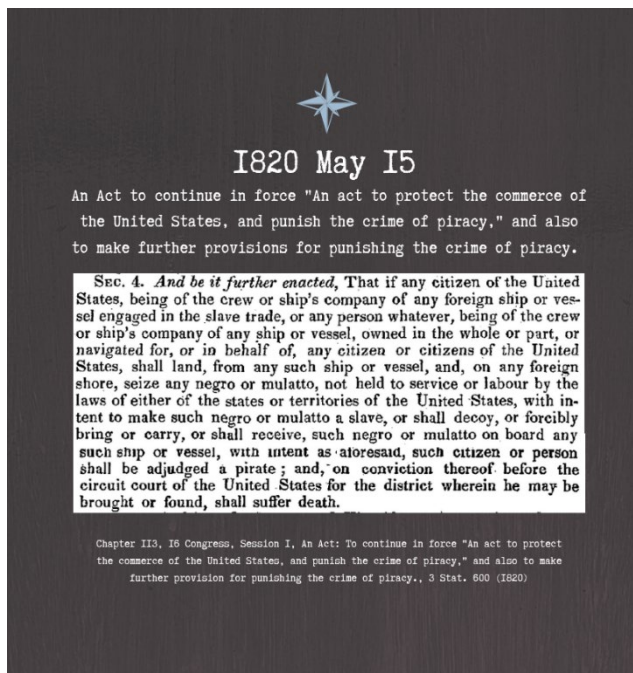 1820 May 15
An Act to continue in force "An act to protect the commerce of
the United States, and punish the crime of piracy," and also
to make further provisions for punishing the crime of piracy.
SEC. 4. And be it further enacted, That if any citizen of the United
States, being of the crew or ship's company of any foreign ship or ves-
sel engaged in the slave trade, or any person whatever, being of the crew
or ship's company of any ship or vessel, owned in the whole or part, or
navigated for, or in behalf of, any citizen or citizens of the United
States, shall land, from any such ship or vessel, and, on any foreign
shore, seize any negro or mulatto, not held to service or labour by the
laws of either of the states or territories of the United States, with in-
tent to make such negro or mulatto a slave, or shall decoy, or forcibly
bring or carry, or shall receive, such negro or mulatto on board any
such ship or vessel, with intent as aforesaid, such citizen or person
shall be adjudged a pirate; and, on conviction thereof before the
circuit court of the United States for the district wherein he may be
brought or found, shall suffer death.
Chapter 113, 16 Congress, Session 1, An Act: To continue in force "An act to protect
the commerce of the United States, and punish the crime of piracy," and also to make
further provision for punishing the crime of piracy., 3 Stat. 600 (1820)